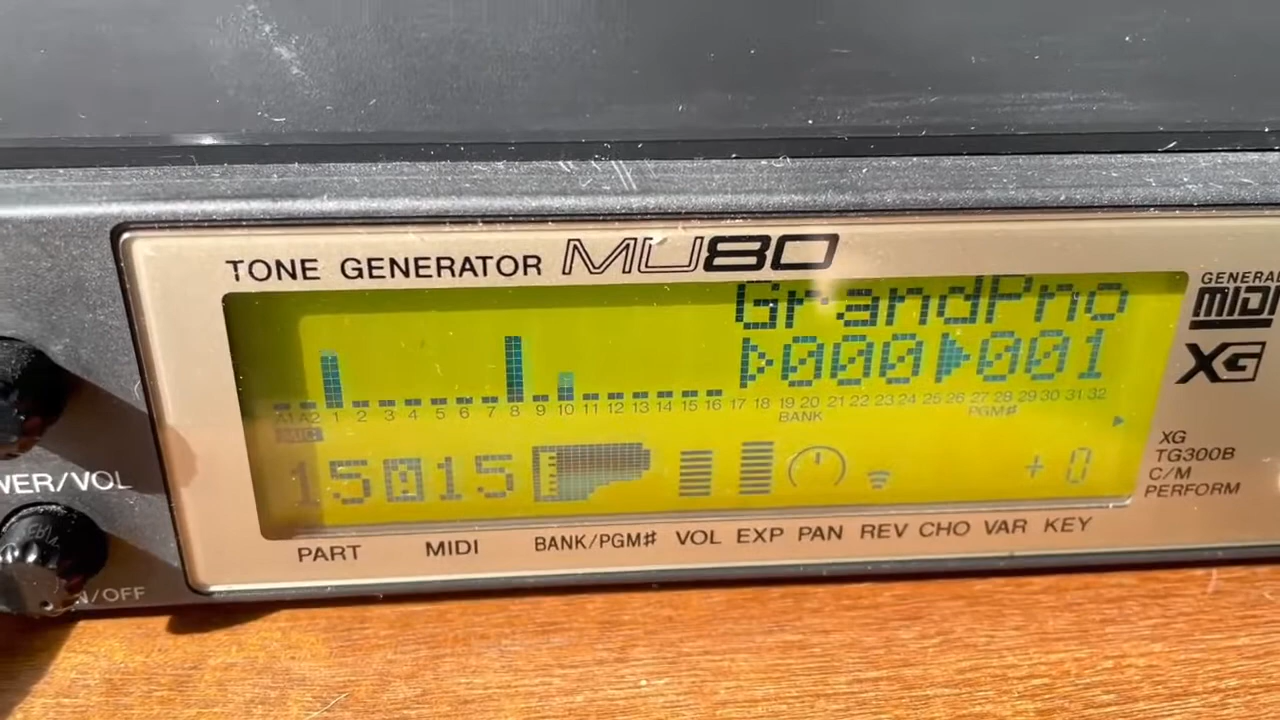 TONE GENERATOR MU80
GrandPno
000 001
A1 A2 1 2 3 4 5 6 7 8 9 10 11 12 13 14 15 16 17 18 19 20 21 22 23 24 25 26 27 28 29 30 31 32
BANK PGM#
15 015 + 0
PART MIDI BANK/PGM# VOL EXP PAN REV CHO VAR KEY
GENERAL
MIDI
XG
XG
TG300B
C/M
PERFORM
WER/VOL
N/OFF